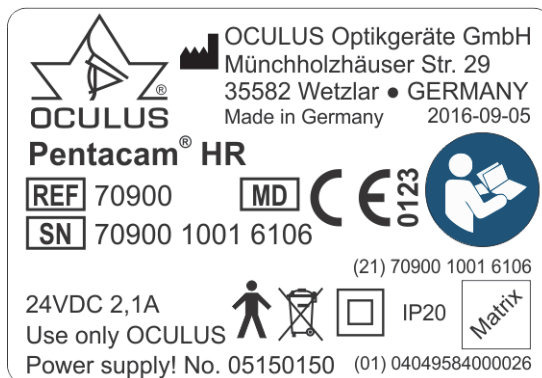 OCULUS Optikgeräte GmbH
Münchholzhäuser Str. 29
35582 Wetzlar ● GERMANY
Made in Germany 2016-09-05
®
OCULUS
Pentacam® HR
REF 70900 MD CE 0123
SN 70900 1001 6106
(21) 70900 1001 6106
24VDC 2,1A
Use only OCULUS
Power supply! No. 05150150
IP20
Matrix
(01) 04049584000026